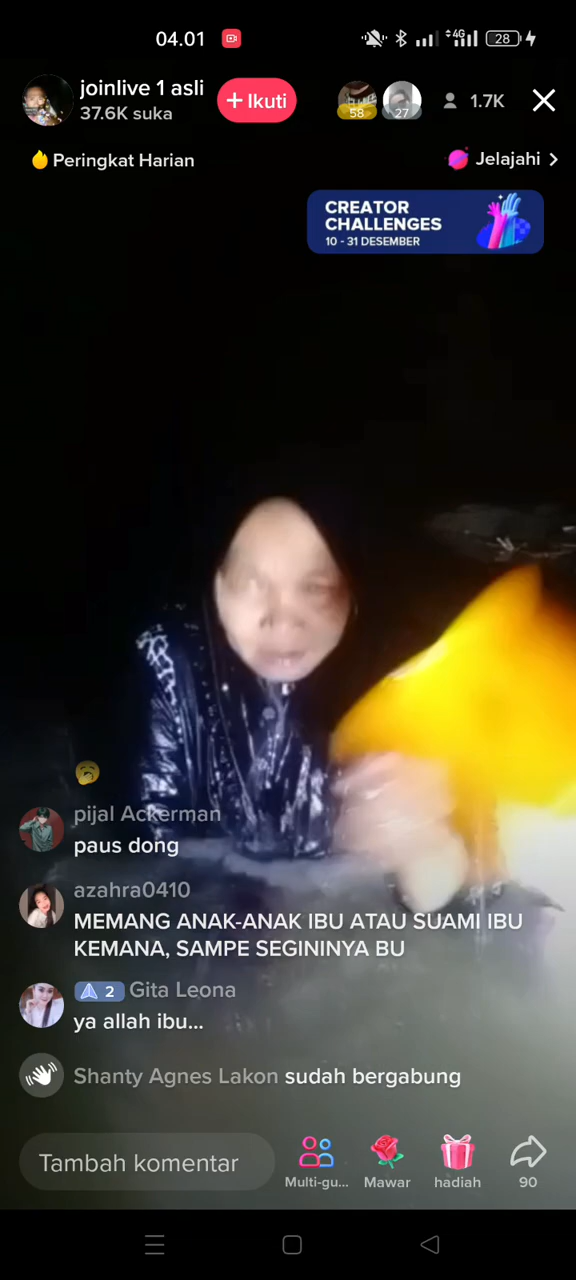 04.01
4G
28
joinlive 1 asli
37.6K suka
+ Ikuti
58
27
1.7K
Peringkat Harian
Jelajahi >
CREATOR
CHALLENGES
10 - 31 DESEMBER
pijal Ackerman
paus dong
azahra0410
MEMANG ANAK-ANAK IBU ATAU SUAMI IBU
KEMANA, SAMPE SEGININYA BU
2 Gita Leona
ya allah ibu...
Shanty Agnes Lakon sudah bergabung
Tambah komentar
Multi-gu...
Mawar
hadiah
90